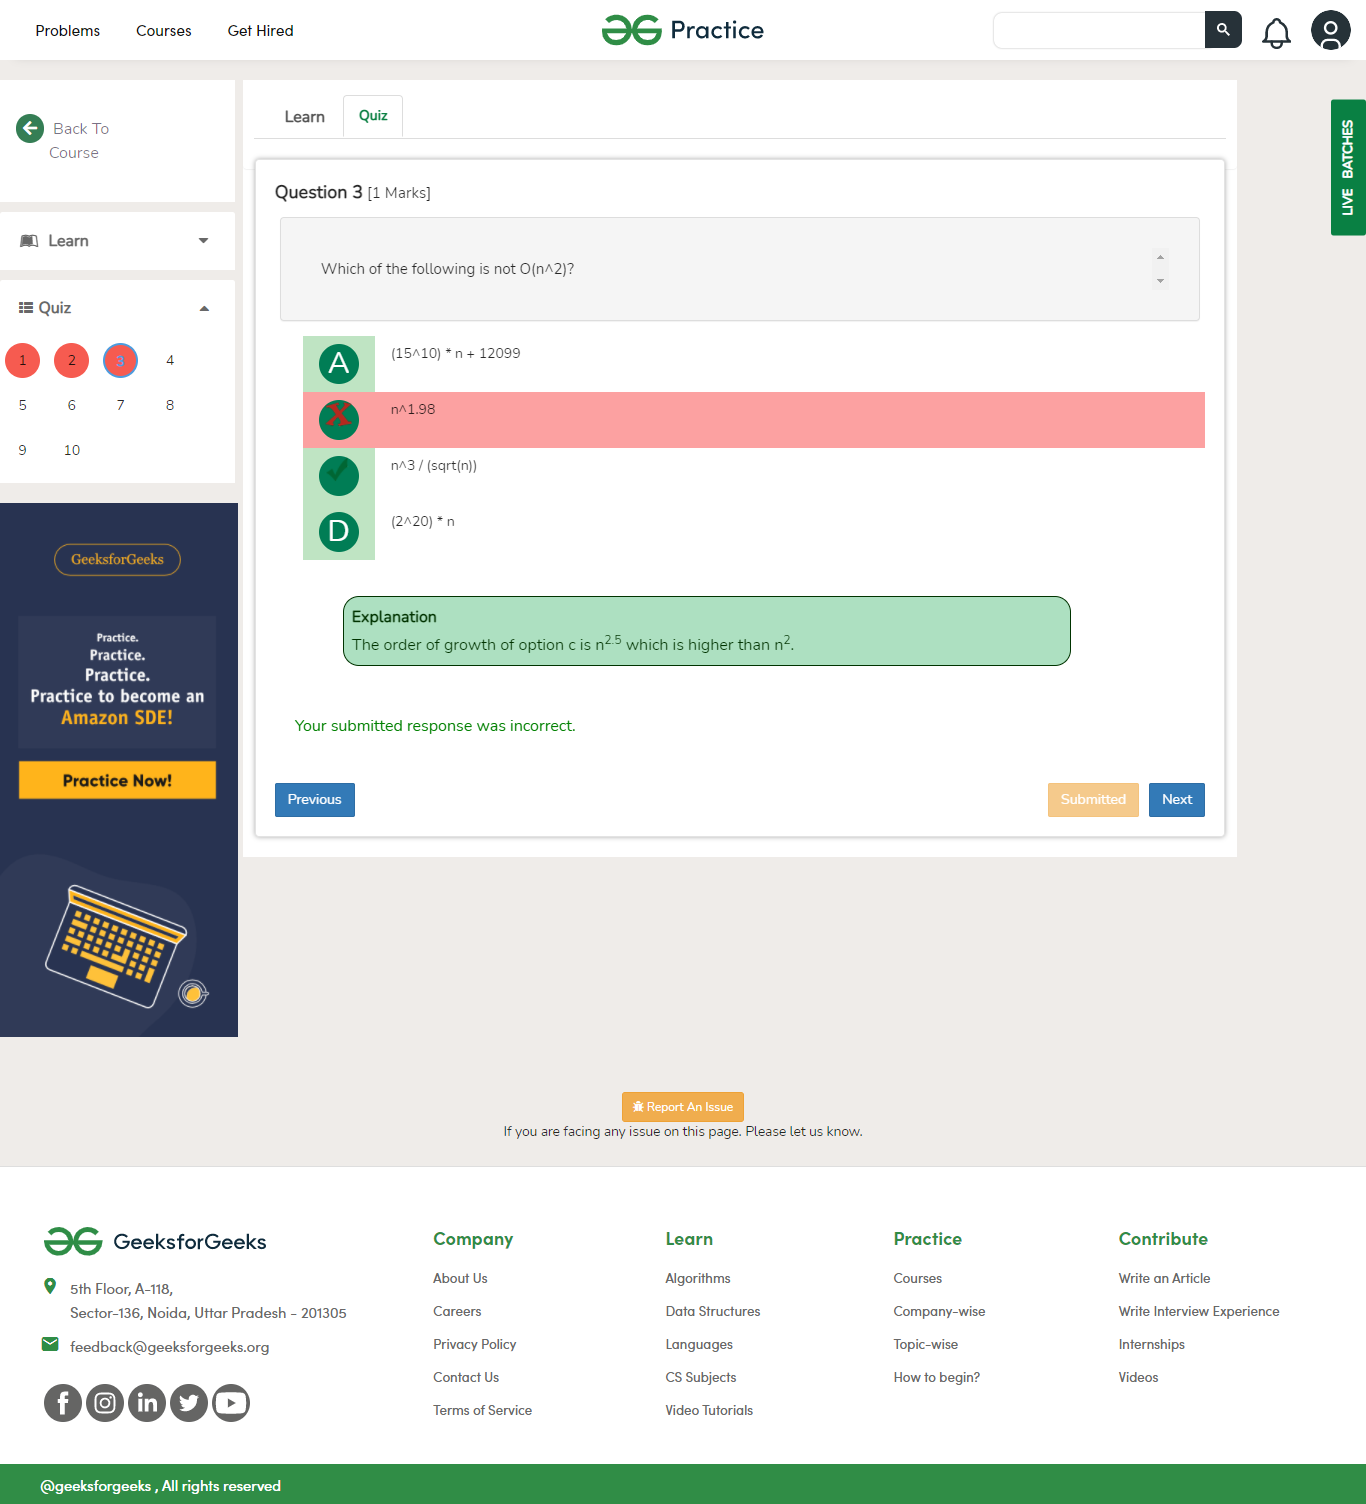 Problems Courses Get Hired
Practice
Back To
Course
Learn
Quiz
1 2 3 4
5 6 7 8
9 10
GeeksforGeeks
Practice.
Practice.
Practice.
Practice to become an
Amazon SDE!
Practice Now!
Learn Quiz
Question 3 [1 Marks]
Which of the following is not O(n^2)?
A (15^10) * n + 12099
X n^1.98
n^3 / (sqrt(n))
D (2^20) * n
Explanation
The order of growth of option c is n^2.5 which is higher than n^2.
Your submitted response was incorrect.
Previous Submitted Next
LIVE BATCHES
Report An Issue
If you are facing any issue on this page. Please let us know.
GeeksforGeeks
5th Floor, A-118,
Sector-136, Noida, Uttar Pradesh - 201305
feedback@geeksforgeeks.org
Company
About Us
Careers
Privacy Policy
Contact Us
Terms of Service
Learn
Algorithms
Data Structures
Languages
CS Subjects
Video Tutorials
Practice
Courses
Company-wise
Topic-wise
How to begin?
Contribute
Write an Article
Write Interview Experience
Internships
Videos
@geeksforgeeks , All rights reserved